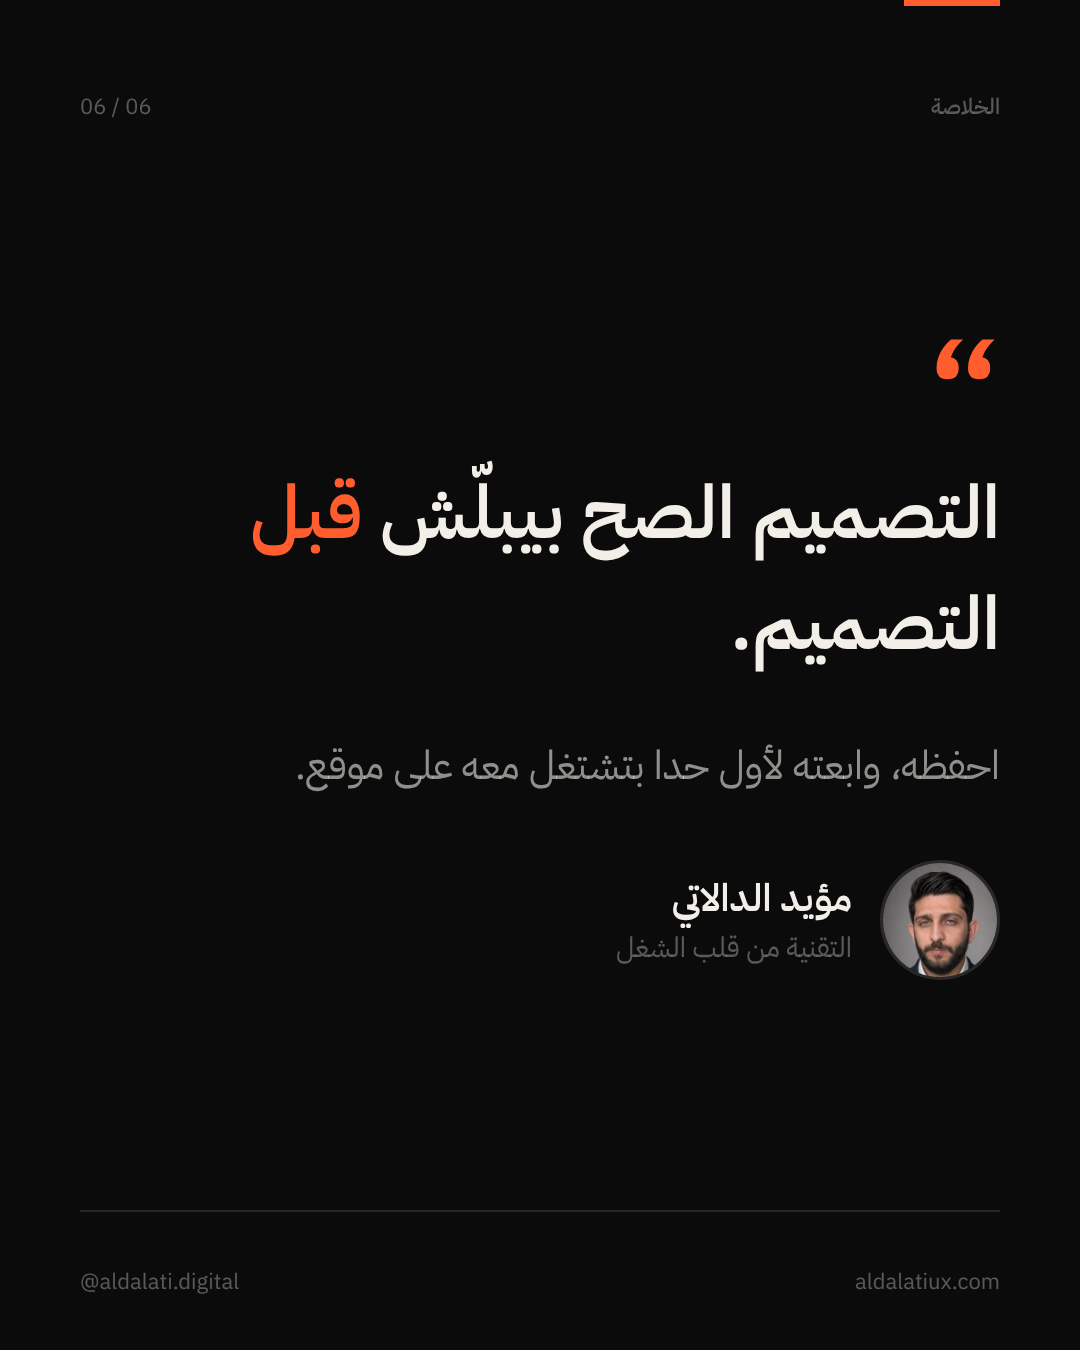 الخلاصة
06 / 06
“
التصميم الصح بيبلّش قبل
التصميم.
احفظه، وابعته لأول حدا بتشتغل معه على موقع.
مؤيد الدالاتي
التقنية من قلب الشغل
aldalatiux.com
@aldalati.digital